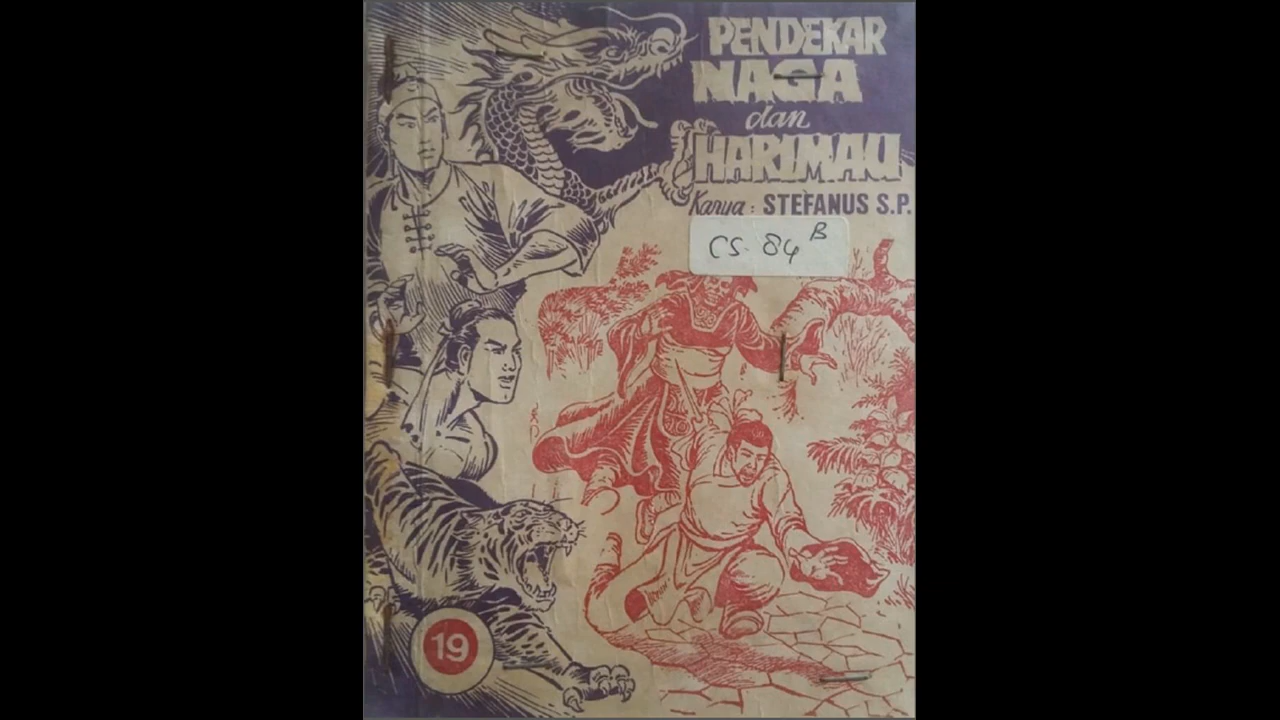 PENDEKAR
NAGA
dan
HARIMAU
Karya : STEFANUS S.P.
CS. 84 B
19